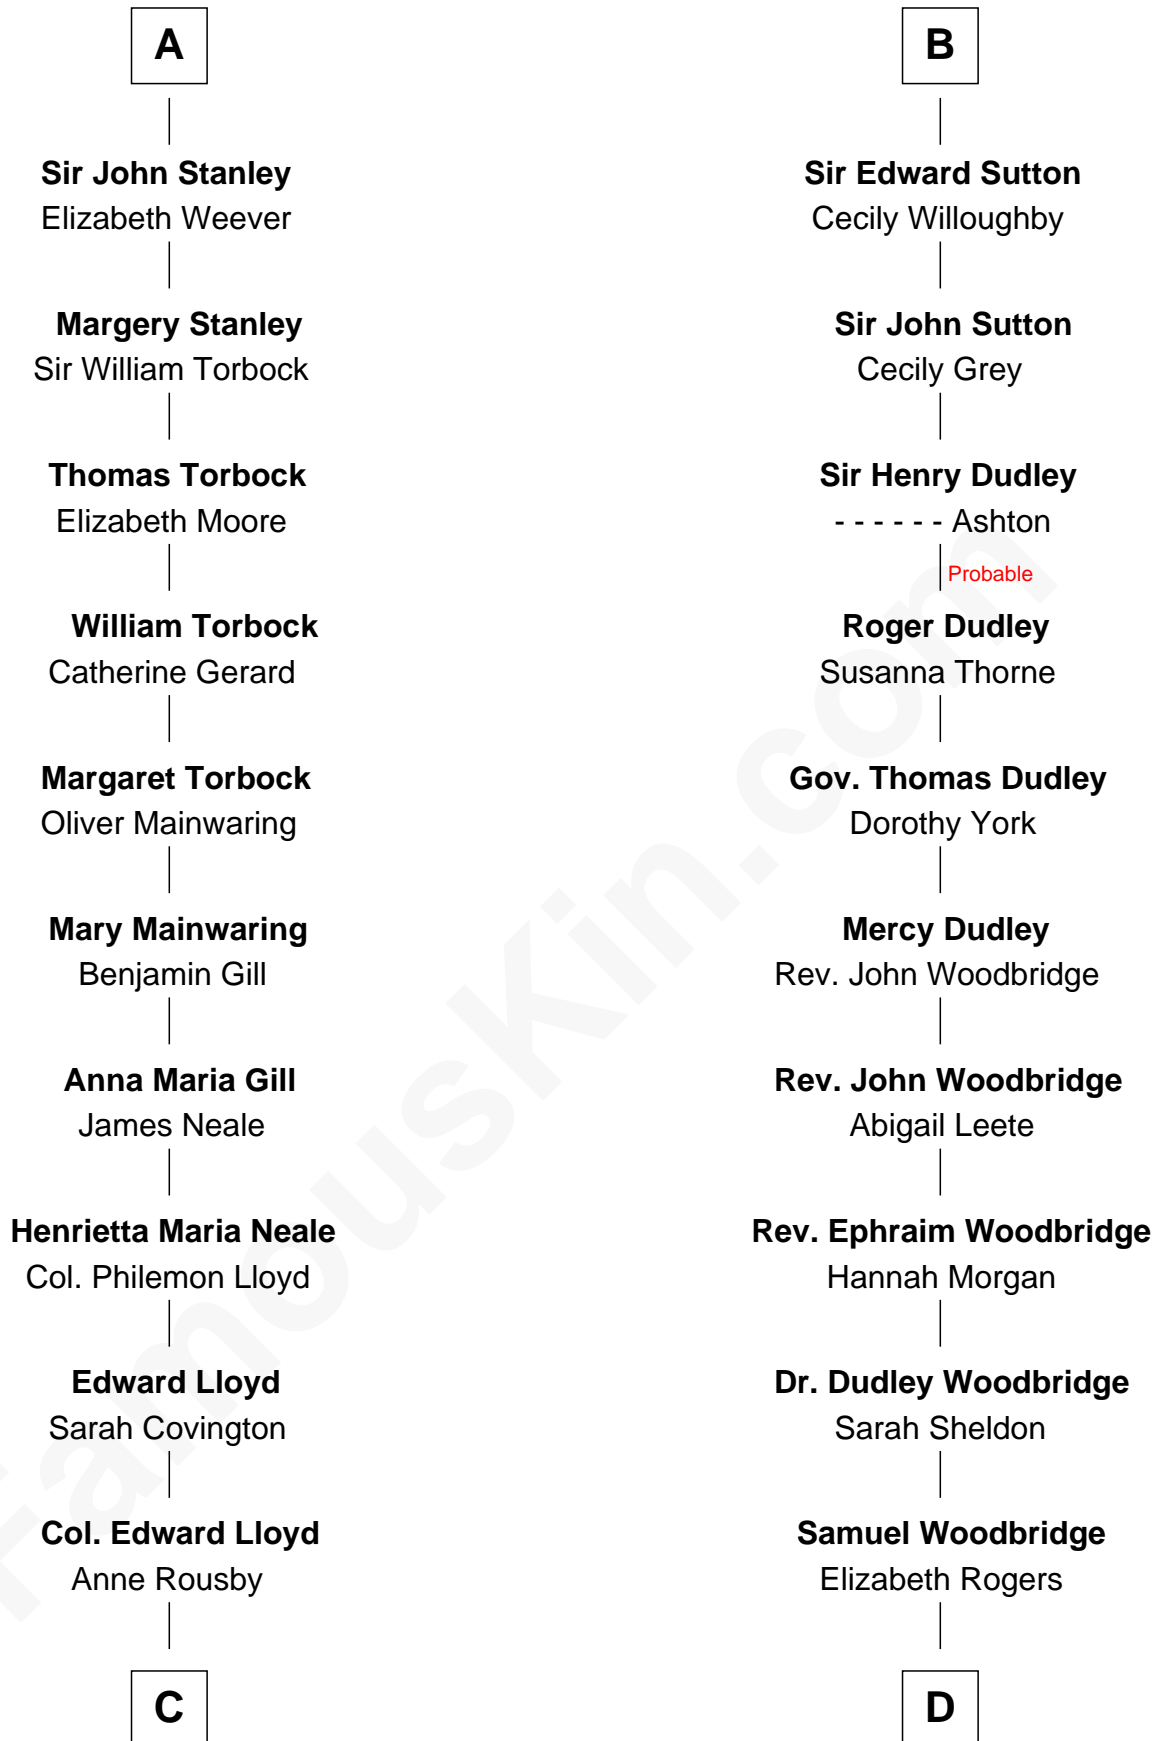 A
Sir John Stanley
Elizabeth Weever
Margery Stanley
Sir William Torbock
Thomas Torbock
Elizabeth Moore
William Torbock
Catherine Gerard
Margaret Torbock
Oliver Mainwaring
Mary Mainwaring
Benjamin Gill
Anna Maria Gill
James Neale
Henrietta Maria Neale
Col. Philemon Lloyd
Edward Lloyd
Sarah Covington
Col. Edward Lloyd
Anne Rousby
C
B
Sir Edward Sutton
Cecily Willoughby
Sir John Sutton
Cecily Grey
Sir Henry Dudley
- - - - - - Ashton
Probable
Roger Dudley
Susanna Thorne
Gov. Thomas Dudley
Dorothy York
Mercy Dudley
Rev. John Woodbridge
Rev. John Woodbridge
Abigail Leete
Rev. Ephraim Woodbridge
Hannah Morgan
Dr. Dudley Woodbridge
Sarah Sheldon
Samuel Woodbridge
Elizabeth Rogers
D
FamousKin.com